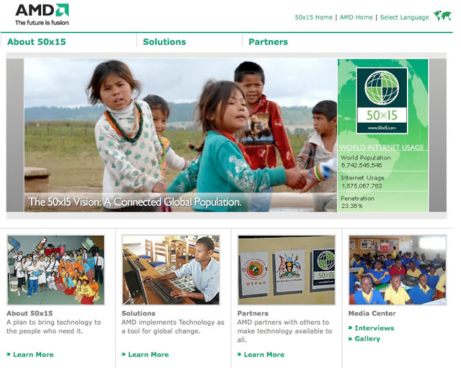 AMD
The future is fusion
50x15 Home | AMD Home | Select Language
About 50x15
Solutions
Partners
50x15
www.50x15.com
WORLD INTERNET USAGE
World Population
6,742,646,646
Internet Usage
1,575,067,763
Penetration
23.36%
The 50x15 Vision: A Connected Global Population.
About 50x15
A plan to bring technology to
the people who need it.
» Learn More
Solutions
AMD implements Technology as
a tool for global change.
» Learn More
50x15
Partners
AMD partners with others to
make technology available to
all.
» Learn More
Media Center
» Interviews
» Gallery